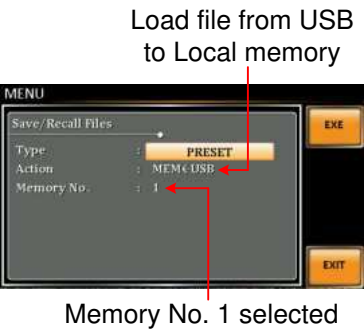 Load file from USB
to Local memory
MENU
Save/Recall Files
EXE
Type : PRESET
Action : MEM←USB
Memory No. : 1
EXIT
Memory No. 1 selected